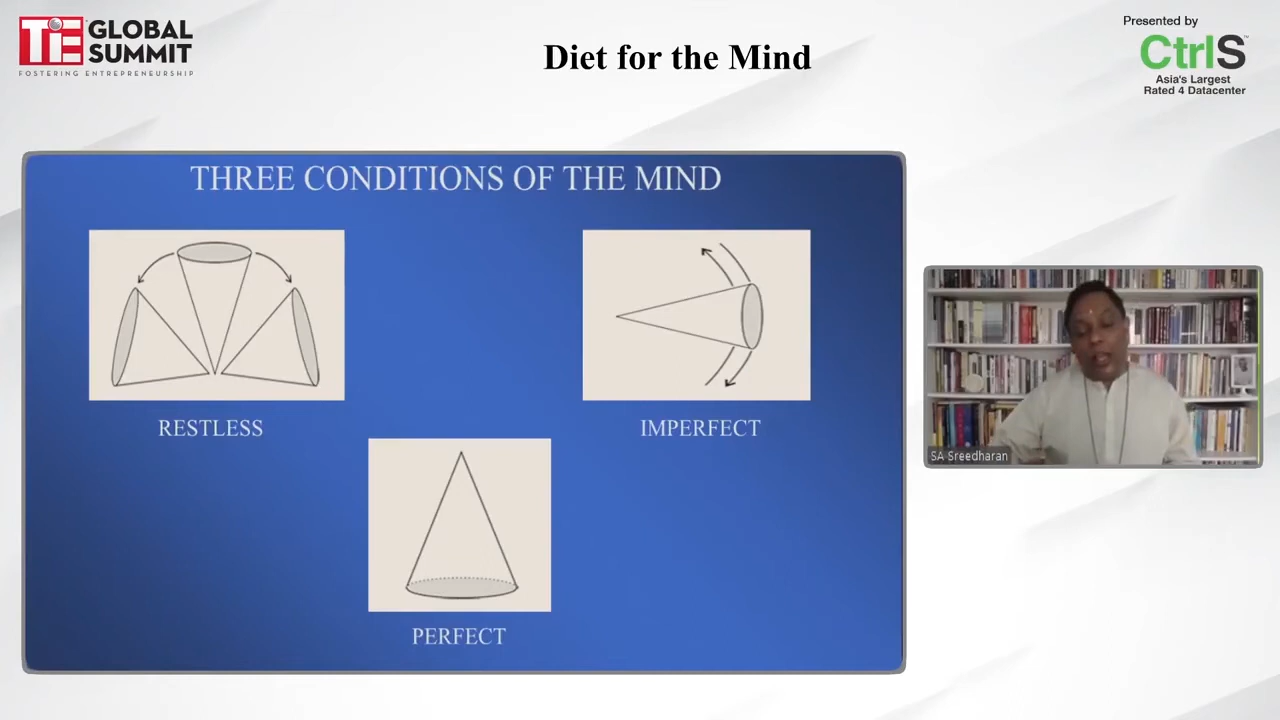 TiE GLOBAL
SUMMIT
FOSTERING ENTREPRENEURSHIP
Diet for the Mind
Presented by
CtrlS™
Asia's Largest
Rated 4 Datacenter
THREE CONDITIONS OF THE MIND
RESTLESS
IMPERFECT
PERFECT
SA Sreedharan